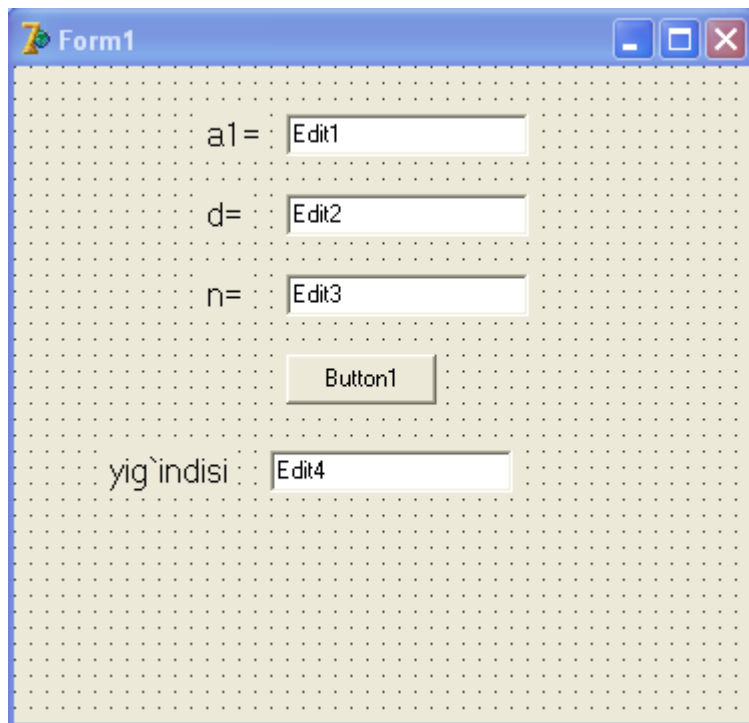 Form1
a1= Edit1
d= Edit2
n= Edit3
Button1
yig`indisi Edit4